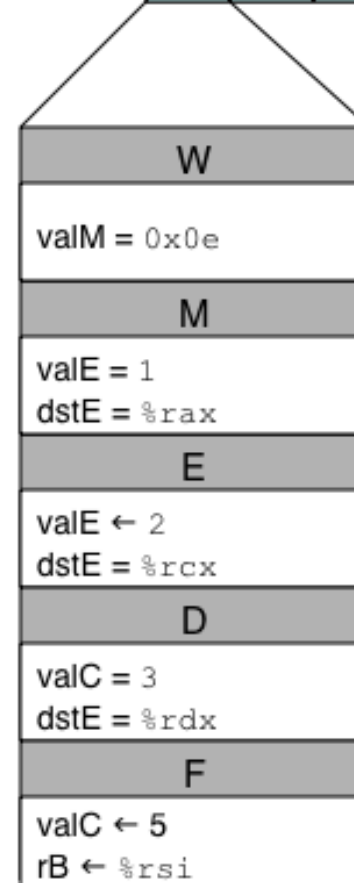 W
valM = 0x0e
M
valE = 1
dstE = %rax
E
valE ← 2
dstE = %rcx
D
valC = 3
dstE = %rdx
F
valC ← 5
rB ← %rsi